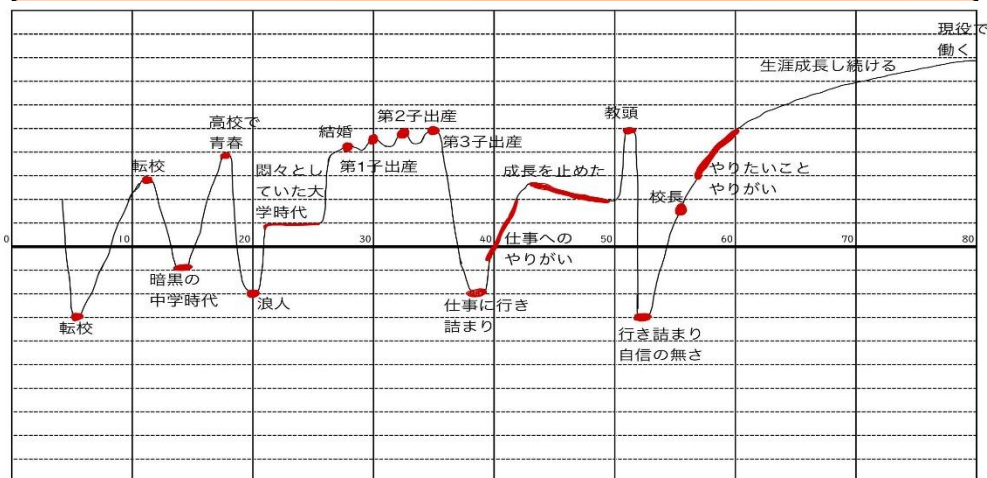 現役で
働く
生涯成長し続ける
高校で
青春
第2子出産
教頭
結婚
第3子出産
転校
第1子出産
悶々とし
ていた大
学時代
成長を止めた
やりたいこと
やりがい
校長
0 10 20 30 40 50 60 70 80
仕事への
やりがい
暗黒の
中学時代
浪人
仕事に行き
詰まり
転校
行き詰まり
自信の無さ